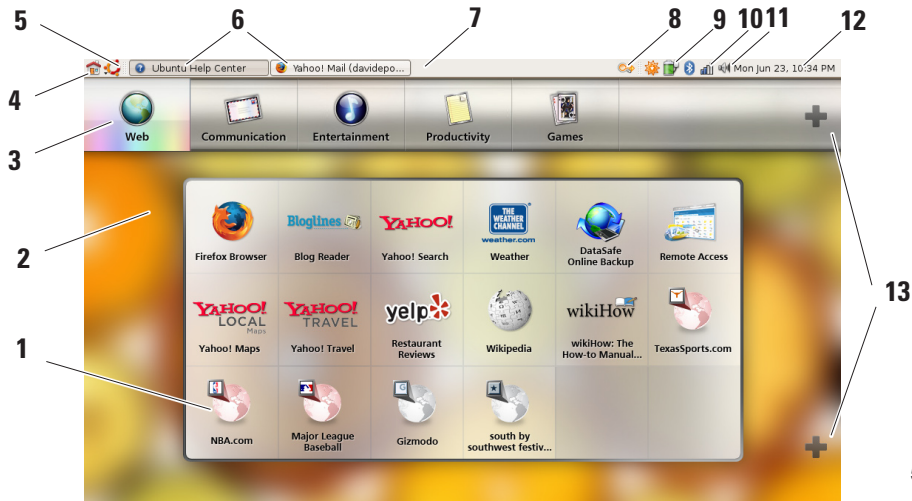 5
6
7
8
9
10
11
12
Ubuntu Help Center
Yahoo! Mail (davidepo...
Mon Jun 23, 10:34 PM
4
3
Web
Communication
Entertainment
Productivity
Games
2
Bloglines
YAHOO!
THE
WEATHER
CHANNEL
weather.com
Firefox Browser
Blog Reader
Yahoo! Search
Weather
DataSafe
Online Backup
Remote Access
13
YAHOO!
LOCAL
Maps
YAHOO!
TRAVEL
yelp
wikiHow
Yahoo! Maps
Yahoo! Travel
Restaurant
Reviews
Wikipedia
wikiHow: The
How-to Manual...
TexasSports.com
1
G
NBA.com
Major League
Baseball
Gizmodo
south by
southwest festiv...